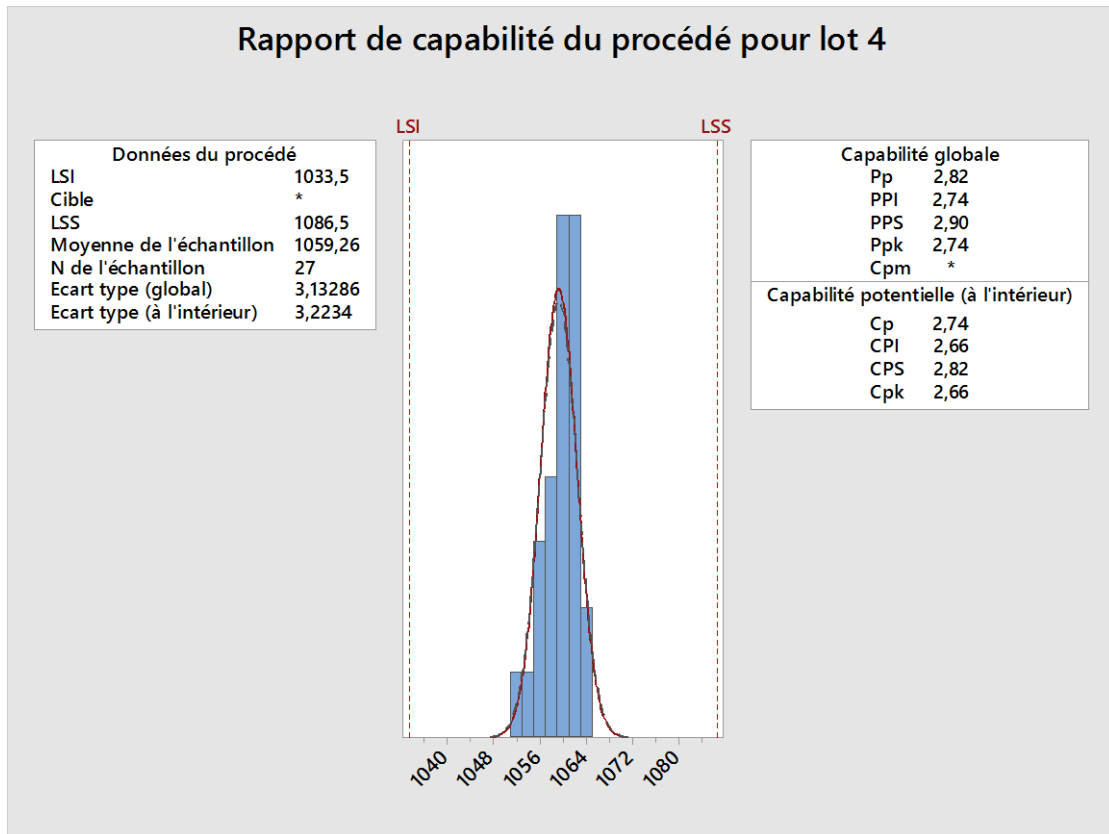 Rapport de capabilité du procédé pour lot 4
LSI LSS
Données du procédé
LSI 1033,5
Cible *
LSS 1086,5
Moyenne de l'échantillon 1059,26
N de l'échantillon 27
Ecart type (global) 3,13286
Ecart type (à l'intérieur) 3,2234
Capabilité globale
Pp 2,82
PPI 2,74
PPS 2,90
Ppk 2,74
Cpm *
Capabilité potentielle (à l'intérieur)
Cp 2,74
CPI 2,66
CPS 2,82
Cpk 2,66
1040 1048 1056 1064 1072 1080